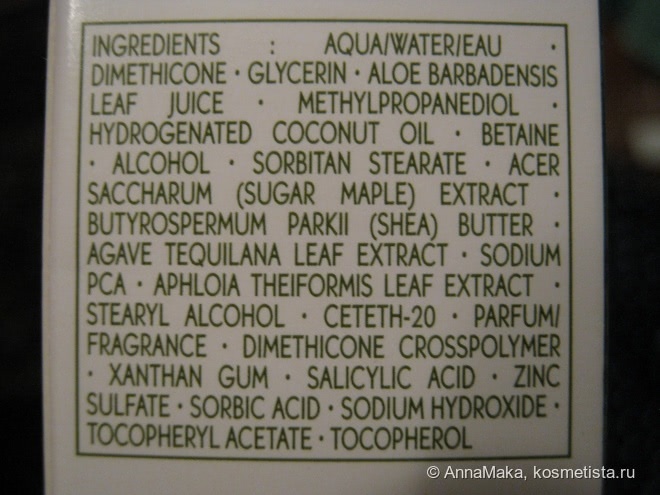 INGREDIENTS : AQUA/WATER/EAU ·
DIMETHICONE · GLYCERIN · ALOE BARBADENSIS
LEAF JUICE · METHYLPROPANEDIOL ·
HYDROGENATED COCONUT OIL · BETAINE
· ALCOHOL · SORBITAN STEARATE · ACER
SACCHARUM (SUGAR MAPLE) EXTRACT ·
BUTYROSPERMUM PARKII (SHEA) BUTTER ·
AGAVE TEQUILANA LEAF EXTRACT · SODIUM
PCA · APHLOIA THEIFORMIS LEAF EXTRACT ·
STEARYL ALCOHOL · CETETH-20 · PARFUM/
FRAGRANCE · DIMETHICONE CROSSPOLYMER
· XANTHAN GUM · SALICYLIC ACID · ZINC
SULFATE · SORBIC ACID · SODIUM HYDROXIDE ·
TOCOPHERYL ACETATE · TOCOPHEROL
© AnnaMaka, kosmetista.ru